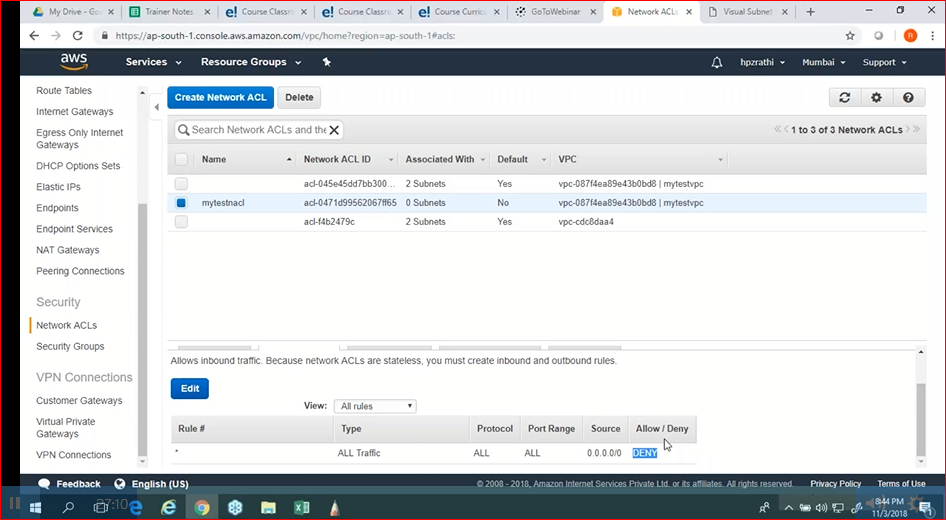 My Drive - Go
Trainer Notes
Course Classroo
Course Classroo
Course Curricu
GoToWebinar
Network ACLs
Visual Subnet
https://ap-south-1.console.aws.amazon.com/vpc/home?region=ap-south-1#acls:
R
aws
Services
Resource Groups
hpzrathi
Mumbai
Support
Route Tables
Internet Gateways
Egress Only Internet
Gateways
DHCP Options Sets
Elastic IPs
Endpoints
Endpoint Services
NAT Gateways
Peering Connections
Security
Network ACLs
Security Groups
VPN Connections
Customer Gateways
Virtual Private
Gateways
VPN Connections
Create Network ACL
Delete
Search Network ACLs and the
1 to 3 of 3 Network ACLs
Name Network ACL ID Associated With Default VPC
acl-045e45dd7bb300... 2 Subnets Yes vpc-087f4ea89e43b0bd8 | mytestvpc
mytestnacl acl-0471d99562067ff65 0 Subnets No vpc-087f4ea89e43b0bd8 | mytestvpc
acl-f4b2479c 2 Subnets Yes vpc-cdc8daa4
Allows inbound traffic. Because network ACLs are stateless, you must create inbound and outbound rules.
Edit
View: All rules
Rule # Type Protocol Port Range Source Allow / Deny
* ALL Traffic ALL ALL 0.0.0.0/0 DENY
Feedback
English (US)
© 2008 - 2018, Amazon Internet Services Private Ltd. or its affiliates. All rights reserved.
Privacy Policy
Terms of Use
27:10
8:44 PM
11/3/2018